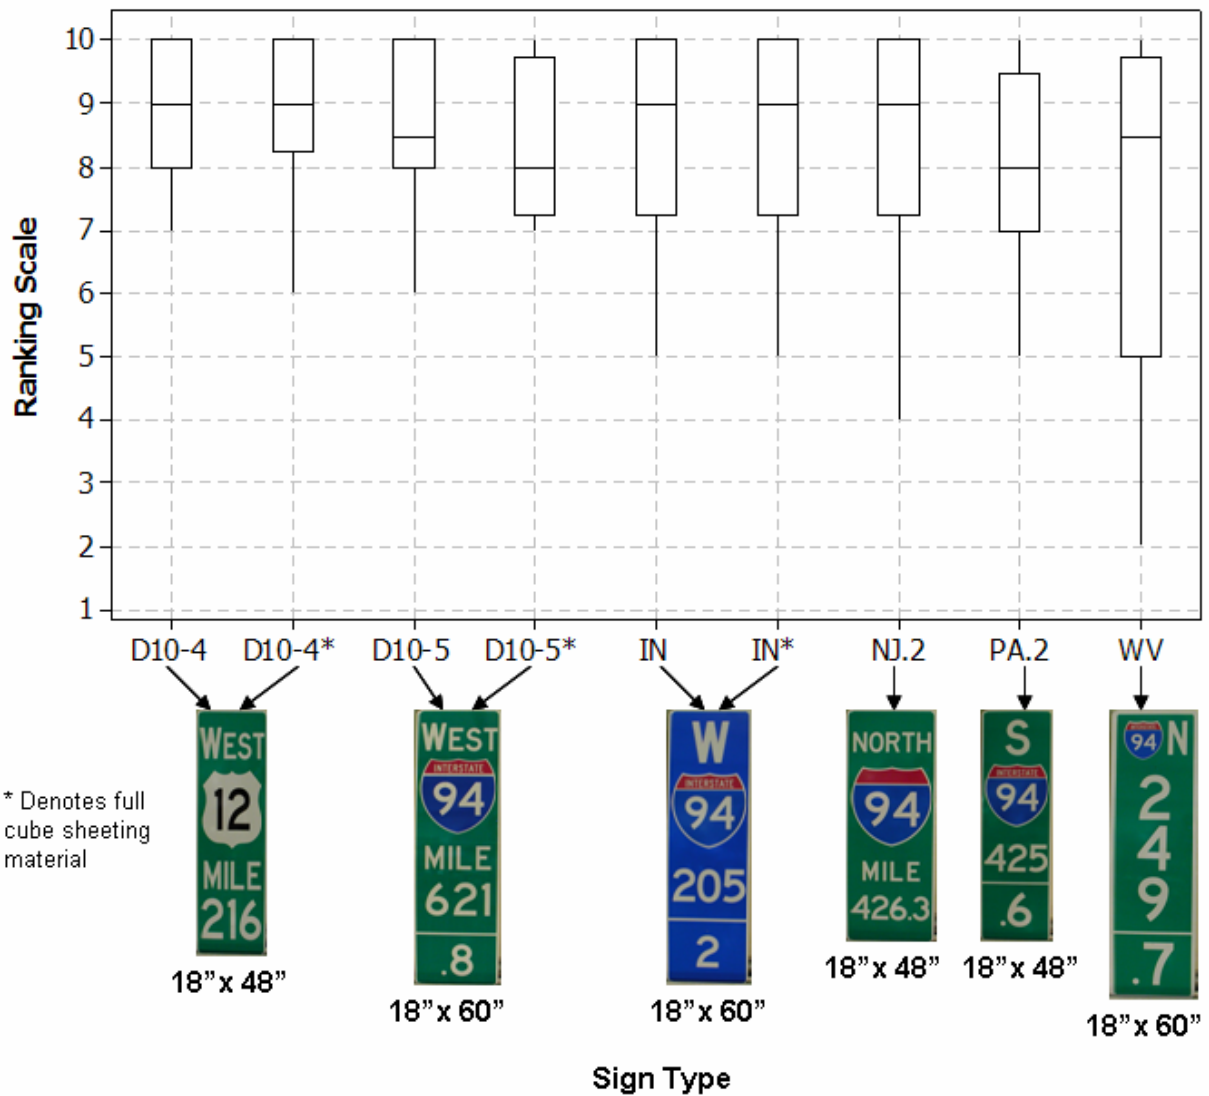 10
9
8
7
6
5
4
3
2
1
Ranking Scale
D10-4 D10-4* D10-5 D10-5* IN IN* NJ.2 PA.2 WV
* Denotes full
cube sheeting
material
WEST
12
MILE
216
18” x 48”
WEST
INTERSTATE
94
MILE
621
.8
18” x 60”
W
INTERSTATE
94
205
2
18” x 60”
NORTH
94
MILE
426.3
18” x 48”
S
INTERSTATE
94
425
.6
18” x 48”
94 N
2
4
9
.7
18” x 60”
Sign Type